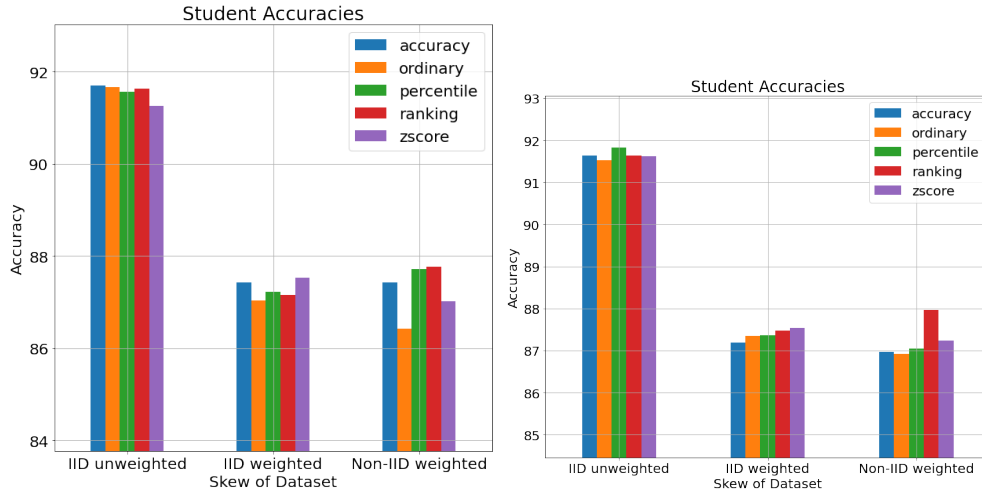 Student Accuracies
accuracy
ordinary
percentile
ranking
zscore
Accuracy
92
90
88
86
84
IID unweighted IID weighted Non-IID weighted
Skew of Dataset
Student Accuracies
accuracy
ordinary
percentile
ranking
zscore
Accuracy
93
92
91
90
89
88
87
86
85
IID unweighted IID weighted Non-IID weighted
Skew of Dataset